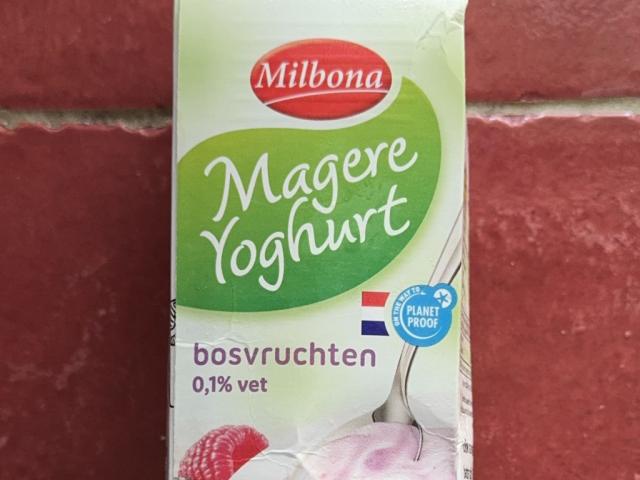 Milbona
Magere
Yoghurt
ON THE WAY TO
PLANET
PROOF
bosvruchten
0,1% vet